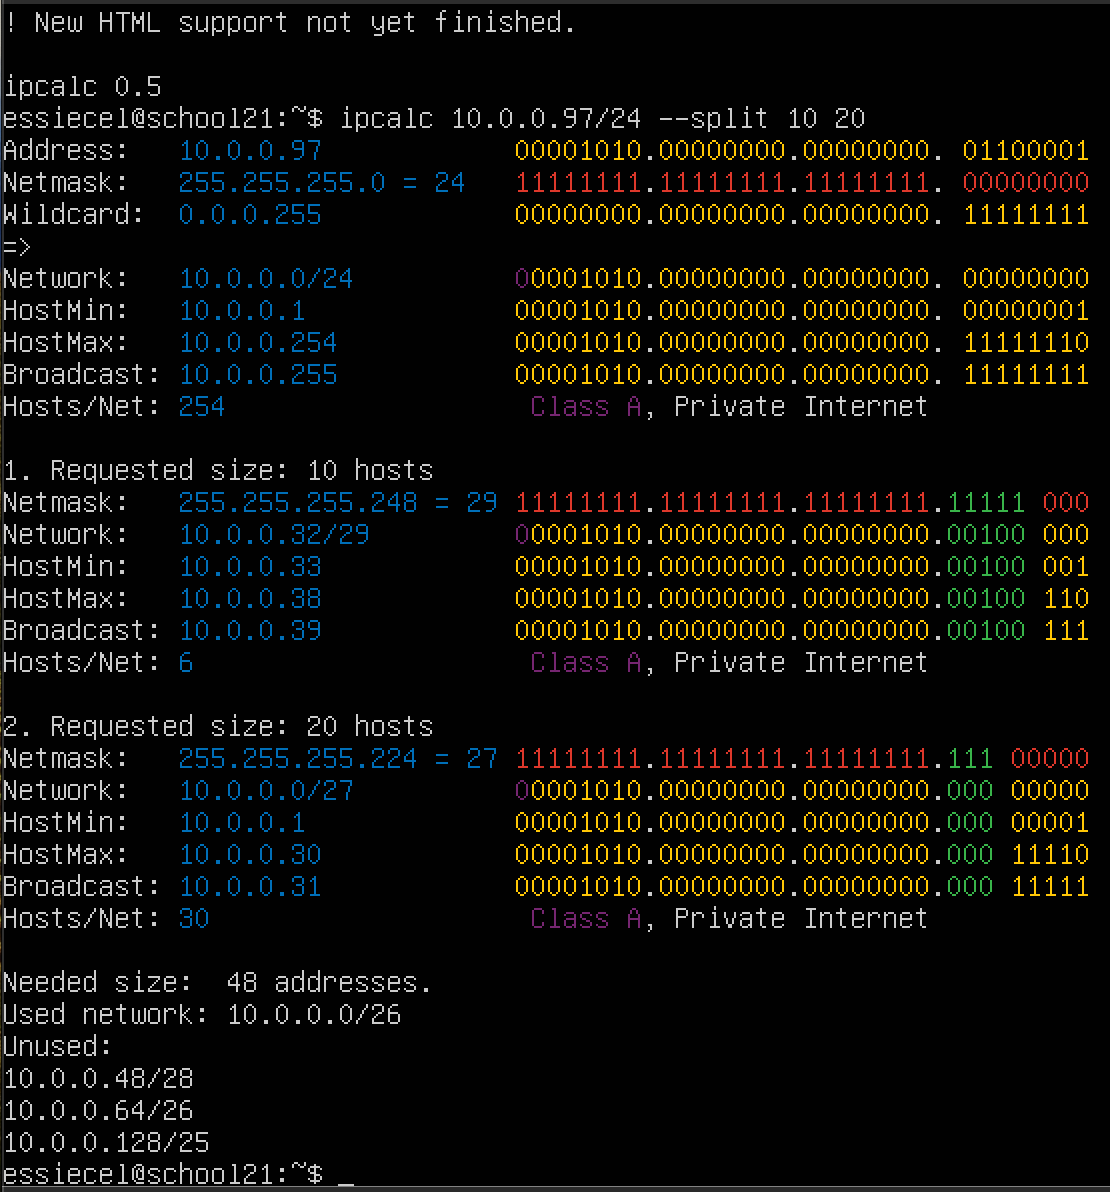 ! New HTML support not yet finished.
ipcalc 0.5
essiecel@school21:~$ ipcalc 10.0.0.97/24 --split 10 20
Address:   10.0.0.97            00001010.00000000.00000000. 01100001
Netmask:   255.255.255.0 = 24   11111111.11111111.11111111. 00000000
Wildcard:  0.0.0.255            00000000.00000000.00000000. 11111111
=>
Network:   10.0.0.0/24          00001010.00000000.00000000. 00000000
HostMin:   10.0.0.1             00001010.00000000.00000000. 00000001
HostMax:   10.0.0.254           00001010.00000000.00000000. 11111110
Broadcast: 10.0.0.255           00001010.00000000.00000000. 11111111
Hosts/Net: 254                   Class A, Private Internet
1. Requested size: 10 hosts
Netmask:   255.255.255.248 = 29 11111111.11111111.11111111.11111 000
Network:   10.0.0.32/29         00001010.00000000.00000000.00100 000
HostMin:   10.0.0.33            00001010.00000000.00000000.00100 001
HostMax:   10.0.0.38            00001010.00000000.00000000.00100 110
Broadcast: 10.0.0.39            00001010.00000000.00000000.00100 111
Hosts/Net: 6                     Class A, Private Internet
2. Requested size: 20 hosts
Netmask:   255.255.255.224 = 27 11111111.11111111.11111111.111 00000
Network:   10.0.0.0/27          00001010.00000000.00000000.000 00000
HostMin:   10.0.0.1             00001010.00000000.00000000.000 00001
HostMax:   10.0.0.30            00001010.00000000.00000000.000 11110
Broadcast: 10.0.0.31            00001010.00000000.00000000.000 11111
Hosts/Net: 30                    Class A, Private Internet
Needed size:  48 addresses.
Used network: 10.0.0.0/26
Unused:
10.0.0.48/28
10.0.0.64/26
10.0.0.128/25
essiecel@school21:~$ _